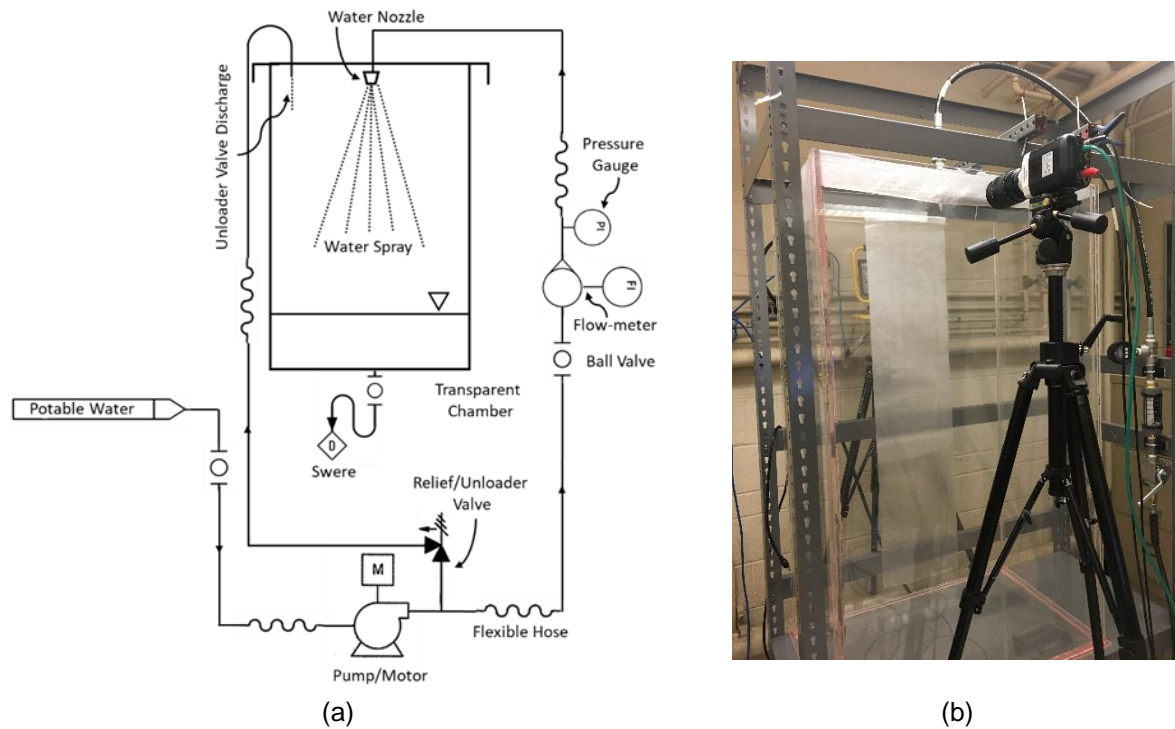 Water Nozzle
Unloader Valve Discharge
Pressure
Gauge
PI
Water Spray
FI
Flow-meter
Ball Valve
Transparent
Chamber
Potable Water
D
Swere
Relief/Unloader
Valve
M
Flexible Hose
Pump/Motor
(a)
(b)